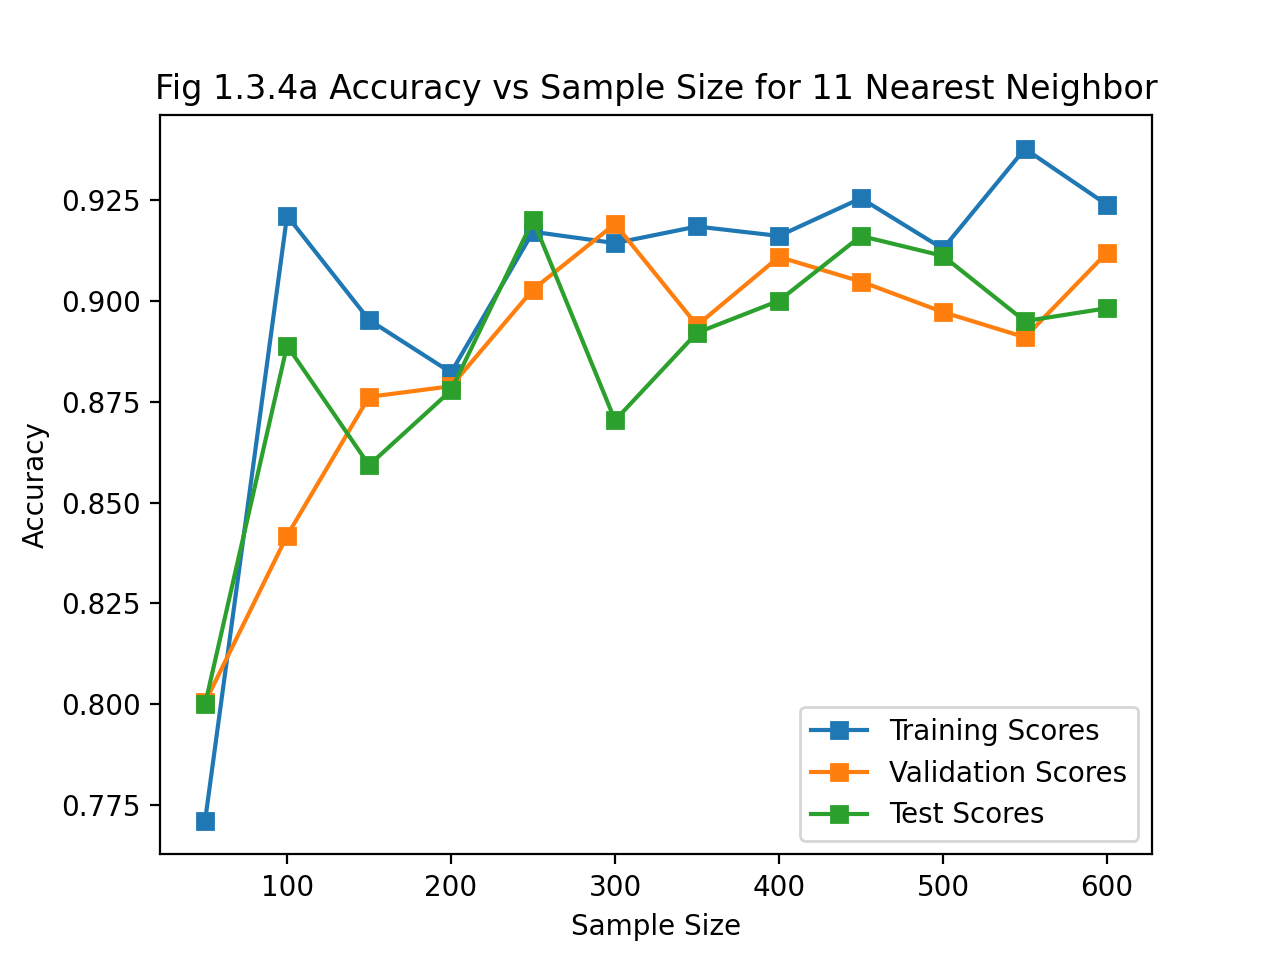 Fig 1.3.4a Accuracy vs Sample Size for 11 Nearest Neighbor
0.925
0.900
0.875
0.850
0.825
0.800
0.775
Accuracy
Training Scores
Validation Scores
Test Scores
100 200 300 400 500 600
Sample Size